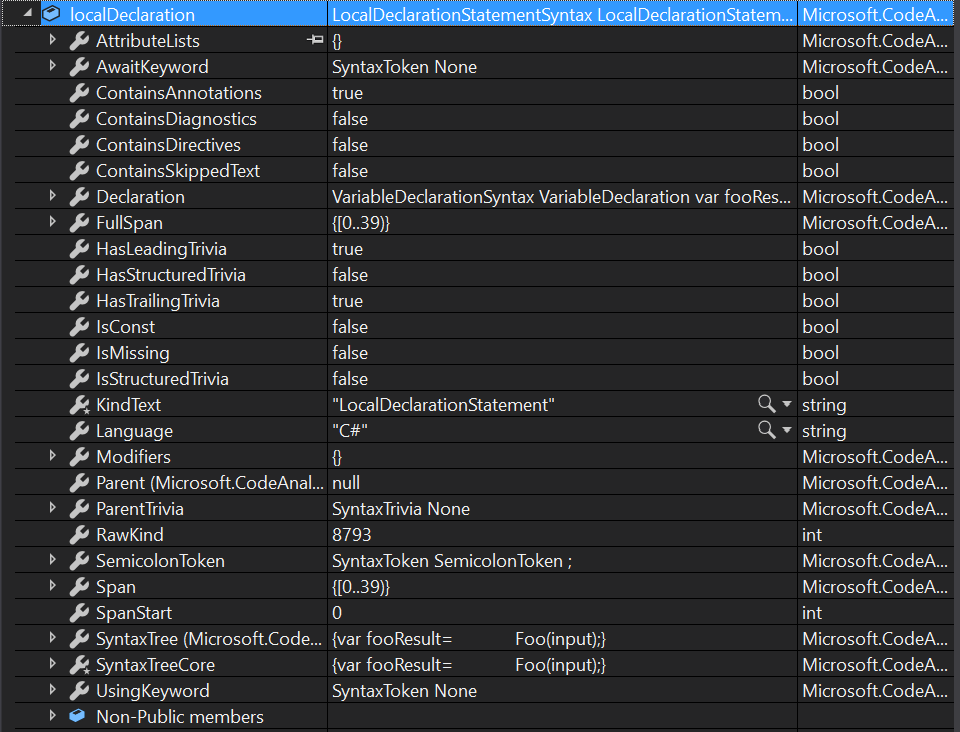 localDeclaration LocalDeclarationStatementSyntax LocalDeclarationStatem... Microsoft.CodeA...
AttributeLists {} Microsoft.CodeA...
AwaitKeyword SyntaxToken None Microsoft.CodeA...
ContainsAnnotations true bool
ContainsDiagnostics false bool
ContainsDirectives false bool
ContainsSkippedText false bool
Declaration VariableDeclarationSyntax VariableDeclaration var fooRes... Microsoft.CodeA...
FullSpan {[0..39)} Microsoft.CodeA...
HasLeadingTrivia true bool
HasStructuredTrivia false bool
HasTrailingTrivia true bool
IsConst false bool
IsMissing false bool
IsStructuredTrivia false bool
KindText "LocalDeclarationStatement" string
Language "C#" string
Modifiers {} Microsoft.CodeA...
Parent (Microsoft.CodeAnal... null Microsoft.CodeA...
ParentTrivia SyntaxTrivia None Microsoft.CodeA...
RawKind 8793 int
SemicolonToken SyntaxToken SemicolonToken ; Microsoft.CodeA...
Span {[0..39)} Microsoft.CodeA...
SpanStart 0 int
SyntaxTree (Microsoft.Code... {var fooResult=            Foo(input);} Microsoft.CodeA...
SyntaxTreeCore {var fooResult=            Foo(input);} Microsoft.CodeA...
UsingKeyword SyntaxToken None Microsoft.CodeA...
Non-Public members